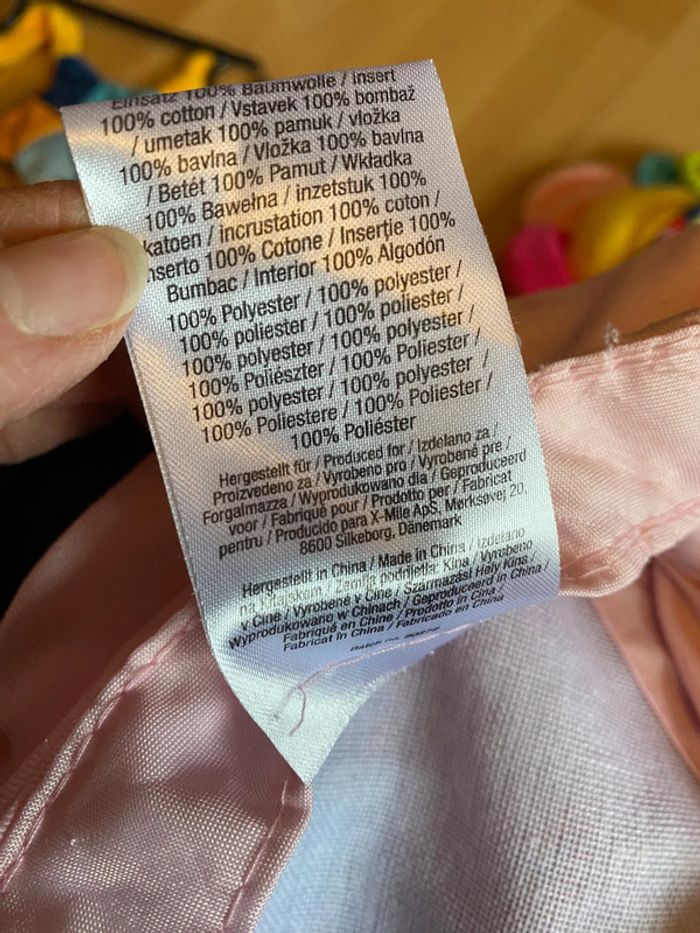 Einsatz 100% Baumwolle / insert
100% cotton / Vstavek 100% bombaž
/ umetak 100% pamuk / vložka
100% bavlna / Vložka 100% bavlna
/ Betét 100% Pamut / Wkładka
100% Bawełna / inzetstuk 100%
katoen / incrustation 100% coton /
nserto 100% Cotone / Inserție 100%
Bumbac / Interior 100% Algodón
100% Polyester / 100% polyester /
100% poliester / 100% poliester /
100% polyester / 100% polyester /
100% Poliészter / 100% Poliester /
100% polyester / 100% polyester /
100% Poliestere / 100% Poliester /
100% Poliéster
Hergestellt für / Produced for / Izdelano za /
Proizvedeno za / Vyrobeno pro / Vyrobené pre /
Forgalmazza / Wyprodukowano dla / Geproduceerd
voor / Fabriqué pour / Prodotto per / Fabricat
pentru / Producido para X-Mile ApS, Mørksøvej 20,
8600 Silkeborg, Dänemark
Hergestellt in China / Made in China / Izdelano
na Kitajskem / Zemlja podrijetla: Kina / Vyrobeno
v Číne / Vyrobené v Číne / Származási Hely Kína /
Wyprodukowano w Chinach / Geproduceerd in China /
Fabriqué en Chine / Prodotto in Cina /
Fabricat în China / Fabricado en China
Batch no.